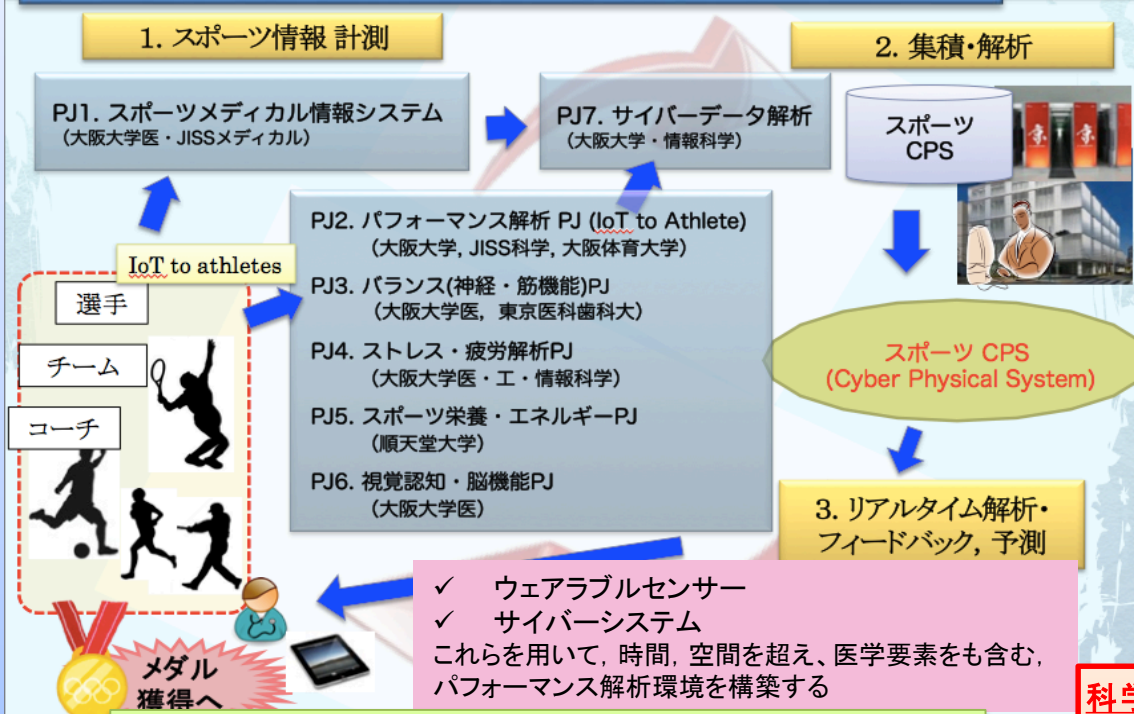 1. スポーツ情報 計測
2. 集積・解析
PJ1. スポーツメディカル情報システム
（大阪大学医・JISSメディカル）
PJ7. サイバーデータ解析
（大阪大学・情報科学）
スポーツ
CPS
京
京
PJ2. パフォーマンス解析 PJ (IoT to Athlete)
（大阪大学, JISS科学, 大阪体育大学）
PJ3. バランス(神経・筋機能)PJ
（大阪大学医, 東京医科歯科大）
PJ4. ストレス・疲労解析PJ
（大阪大学医・工・情報科学）
PJ5. スポーツ栄養・エネルギーPJ
（順天堂大学）
PJ6. 視覚認知・脳機能PJ
（大阪大学医）
IoT to athletes
選手
チーム
コーチ
スポーツ CPS
(Cyber Physical System)
3. リアルタイム解析・
フィードバック, 予測
✓ ウェアラブルセンサー
✓ サイバーシステム
これらを用いて, 時間, 空間を超え、医学要素をも含む,
パフォーマンス解析環境を構築する
メダル
獲得へ
科学